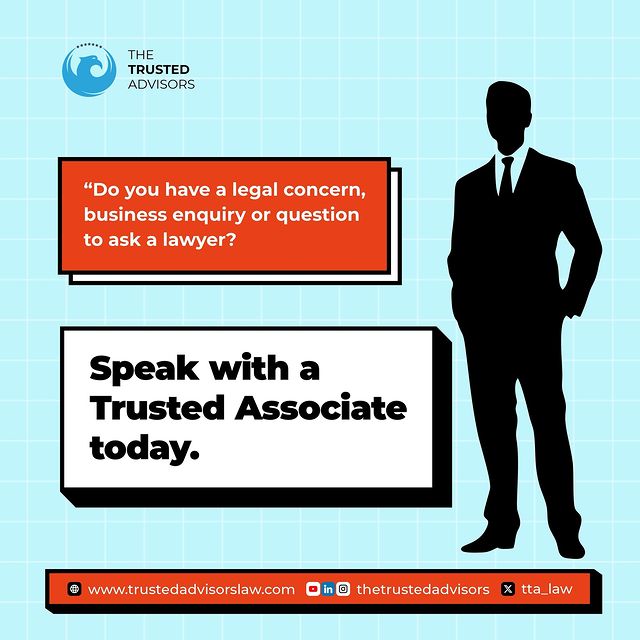 THE
TRUSTED
ADVISORS
“Do you have a legal concern,
business enquiry or question
to ask a lawyer?
Speak with a
Trusted Associate
today.
www.trustedadvisorslaw.com thetrustedadvisors tta_law